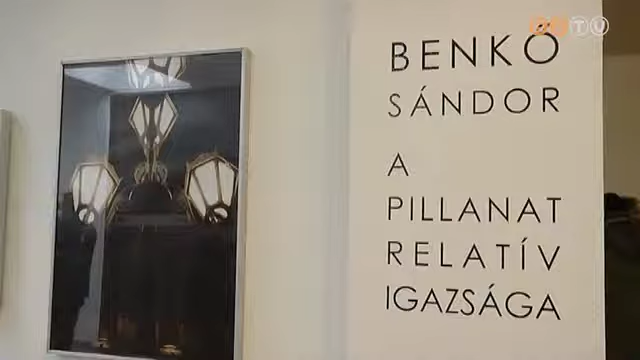 BENKŐ
SÁNDOR
A
PILLANAT
RELATÍV
IGAZSÁGA